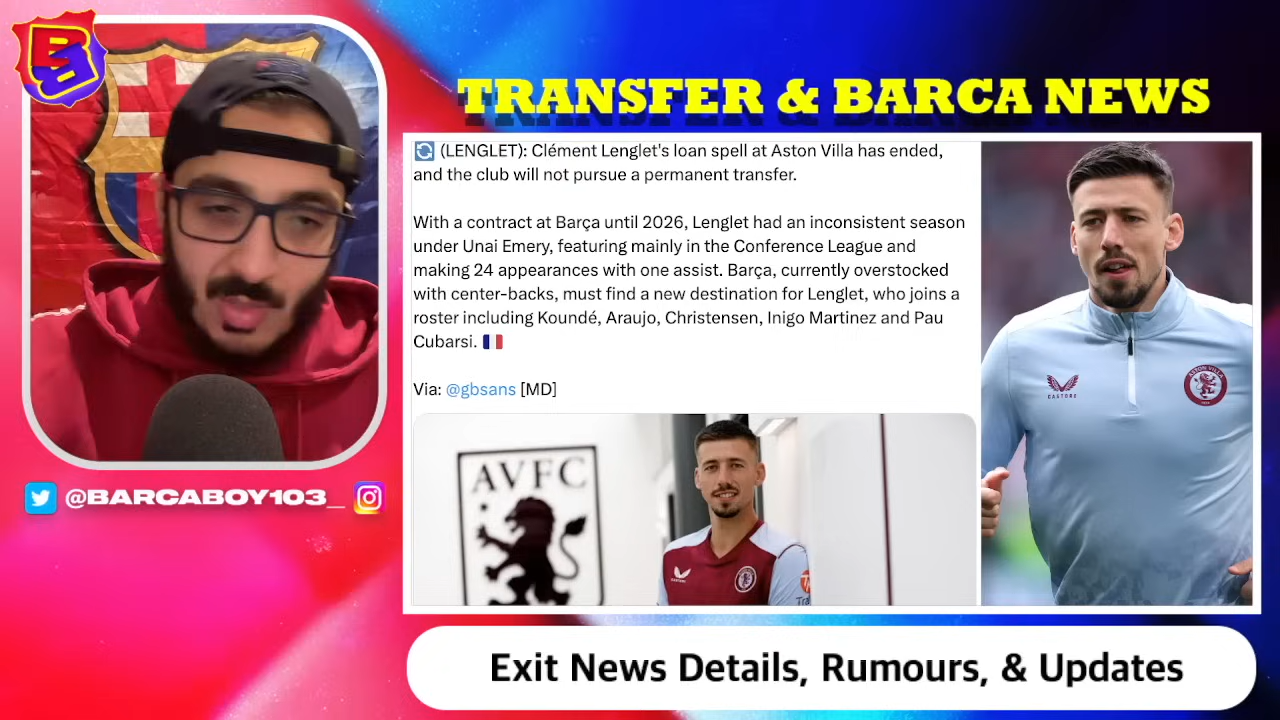 TRANSFER & BARCA NEWS
(LENGLET): Clément Lenglet's loan spell at Aston Villa has ended,
and the club will not pursue a permanent transfer.
With a contract at Barça until 2026, Lenglet had an inconsistent season
under Unai Emery, featuring mainly in the Conference League and
making 24 appearances with one assist. Barça, currently overstocked
with center-backs, must find a new destination for Lenglet, who joins a
roster including Koundé, Araujo, Christensen, Inigo Martinez and Pau
Cubarsi.
Via: @gbsans [MD]
AVFC
CASTORE
ASTON VILLA
@BARCABOY103_
Exit News Details, Rumours, & Updates